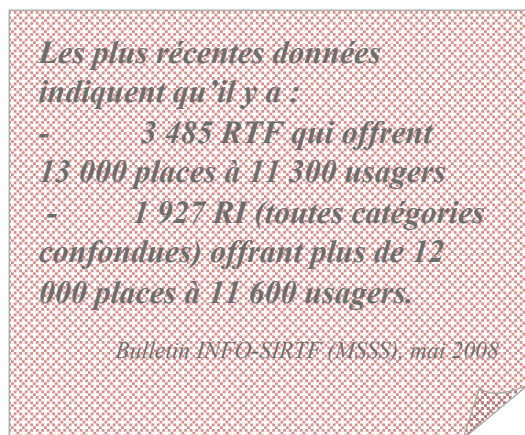 Les plus récentes données
indiquent qu’il y a :
- 3 485 RTF qui offrent
13 000 places à 11 300 usagers
- 1 927 RI (toutes catégories
confondues) offrant plus de 12
000 places à 11 600 usagers.
Bulletin INFO-SIRTF (MSSS), mai 2008